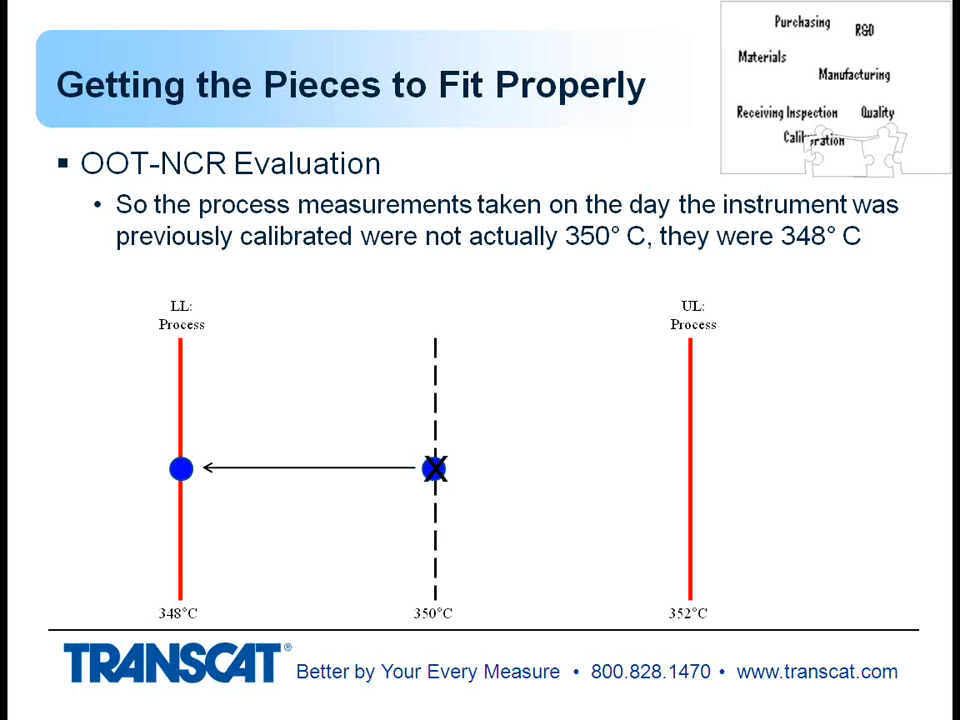 Purchasing
R&D
Materials
Manufacturing
Receiving Inspection Quality
Calibration
Getting the Pieces to Fit Properly
▪ OOT-NCR Evaluation
• So the process measurements taken on the day the instrument was
previously calibrated were not actually 350° C, they were 348° C
LL: UL:
Process Process
X
348°C 350°C 352°C
TRANSCAT® Better by Your Every Measure • 800.828.1470 • www.transcat.com